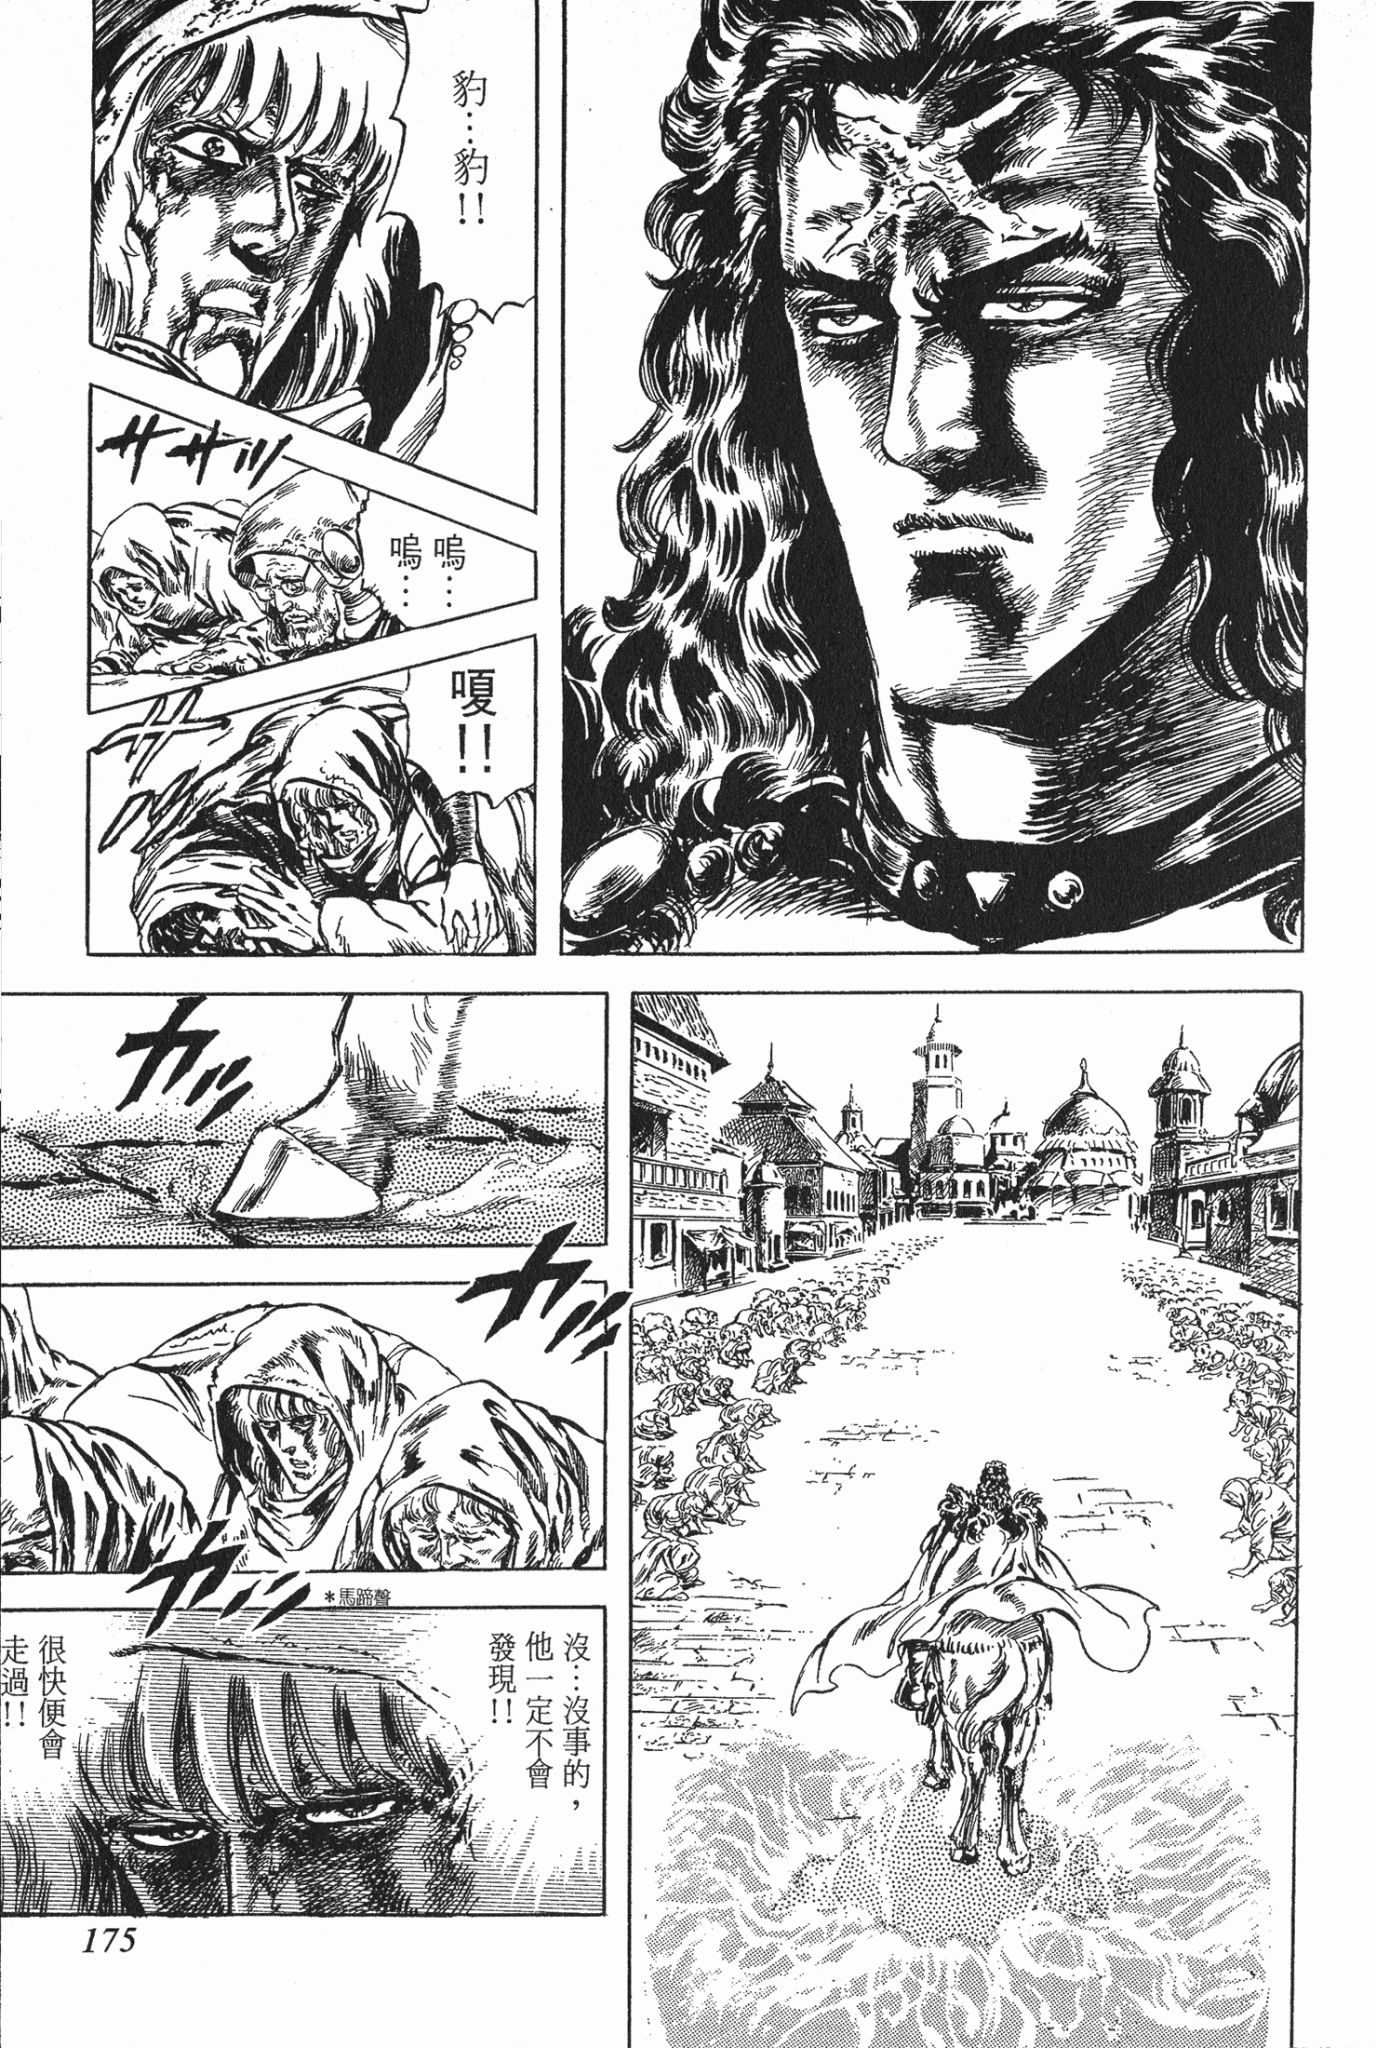 豹…豹!!
ザザッ
嗚…
嗚…
嗄!!
ザッ
カッ
カッ
カッ
*馬蹄聲
沒…沒事的，
他一定不會
發現!!
很快便會
走過!!
175